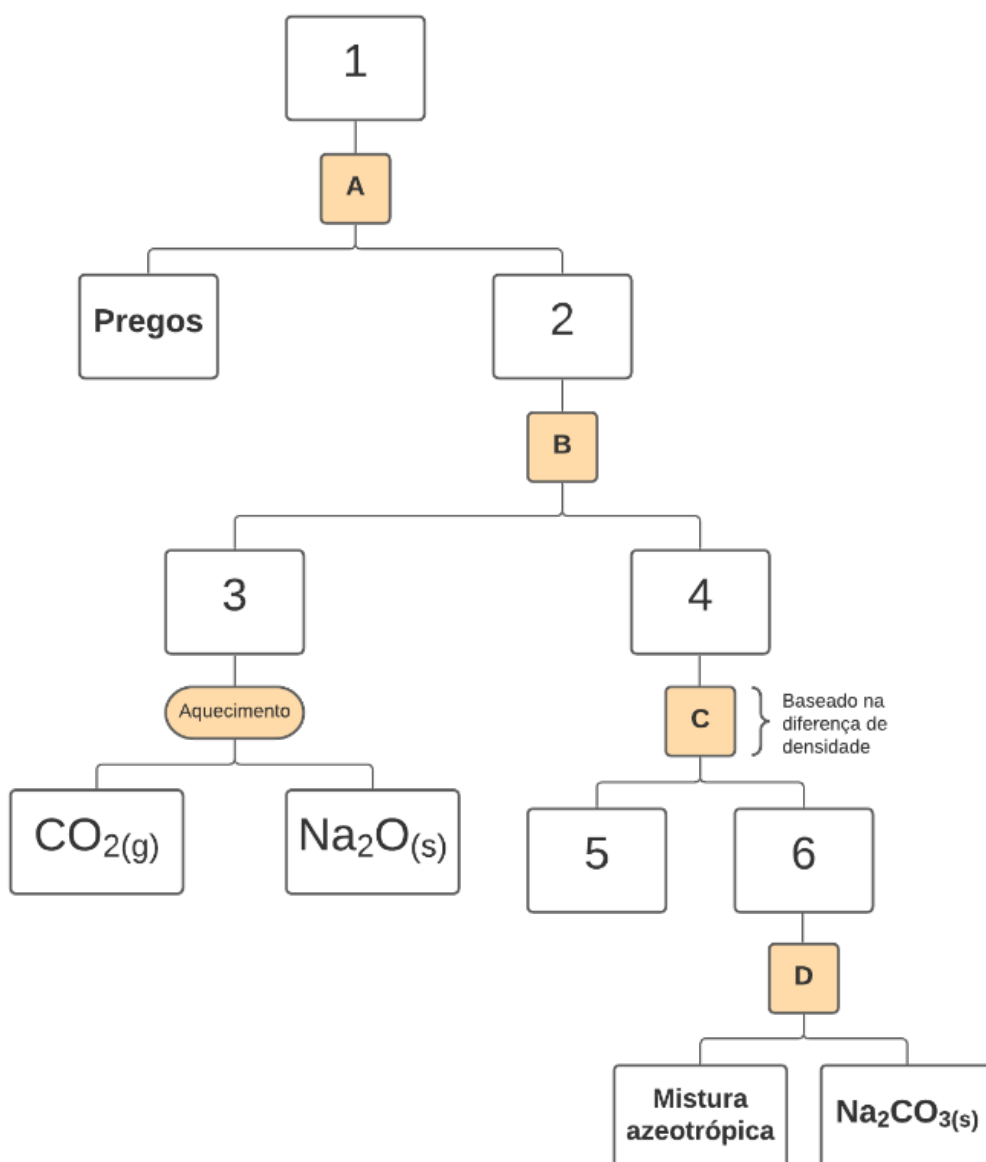 1
A
Pregos
2
B
3
4
Aquecimento
C
Baseado na
diferença de
densidade
CO₂(g)
Na₂O(s)
5
6
D
Mistura
azeotrópica
Na₂CO₃(s)